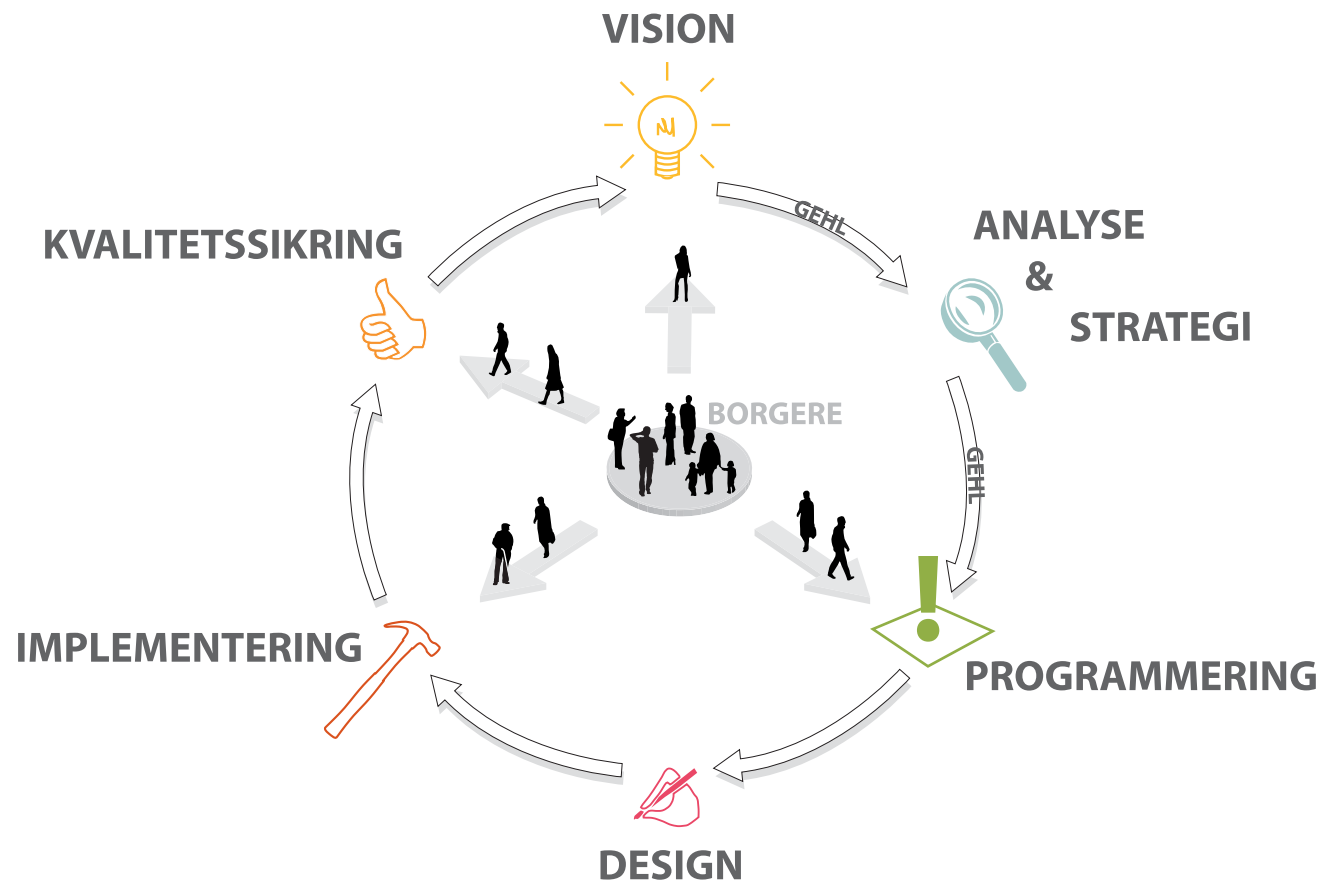 VISION
GEHL
ANALYSE
&
STRATEGI
KVALITETSSIKRING
BORGERE
GEHL
IMPLEMENTERING
PROGRAMMERING
DESIGN